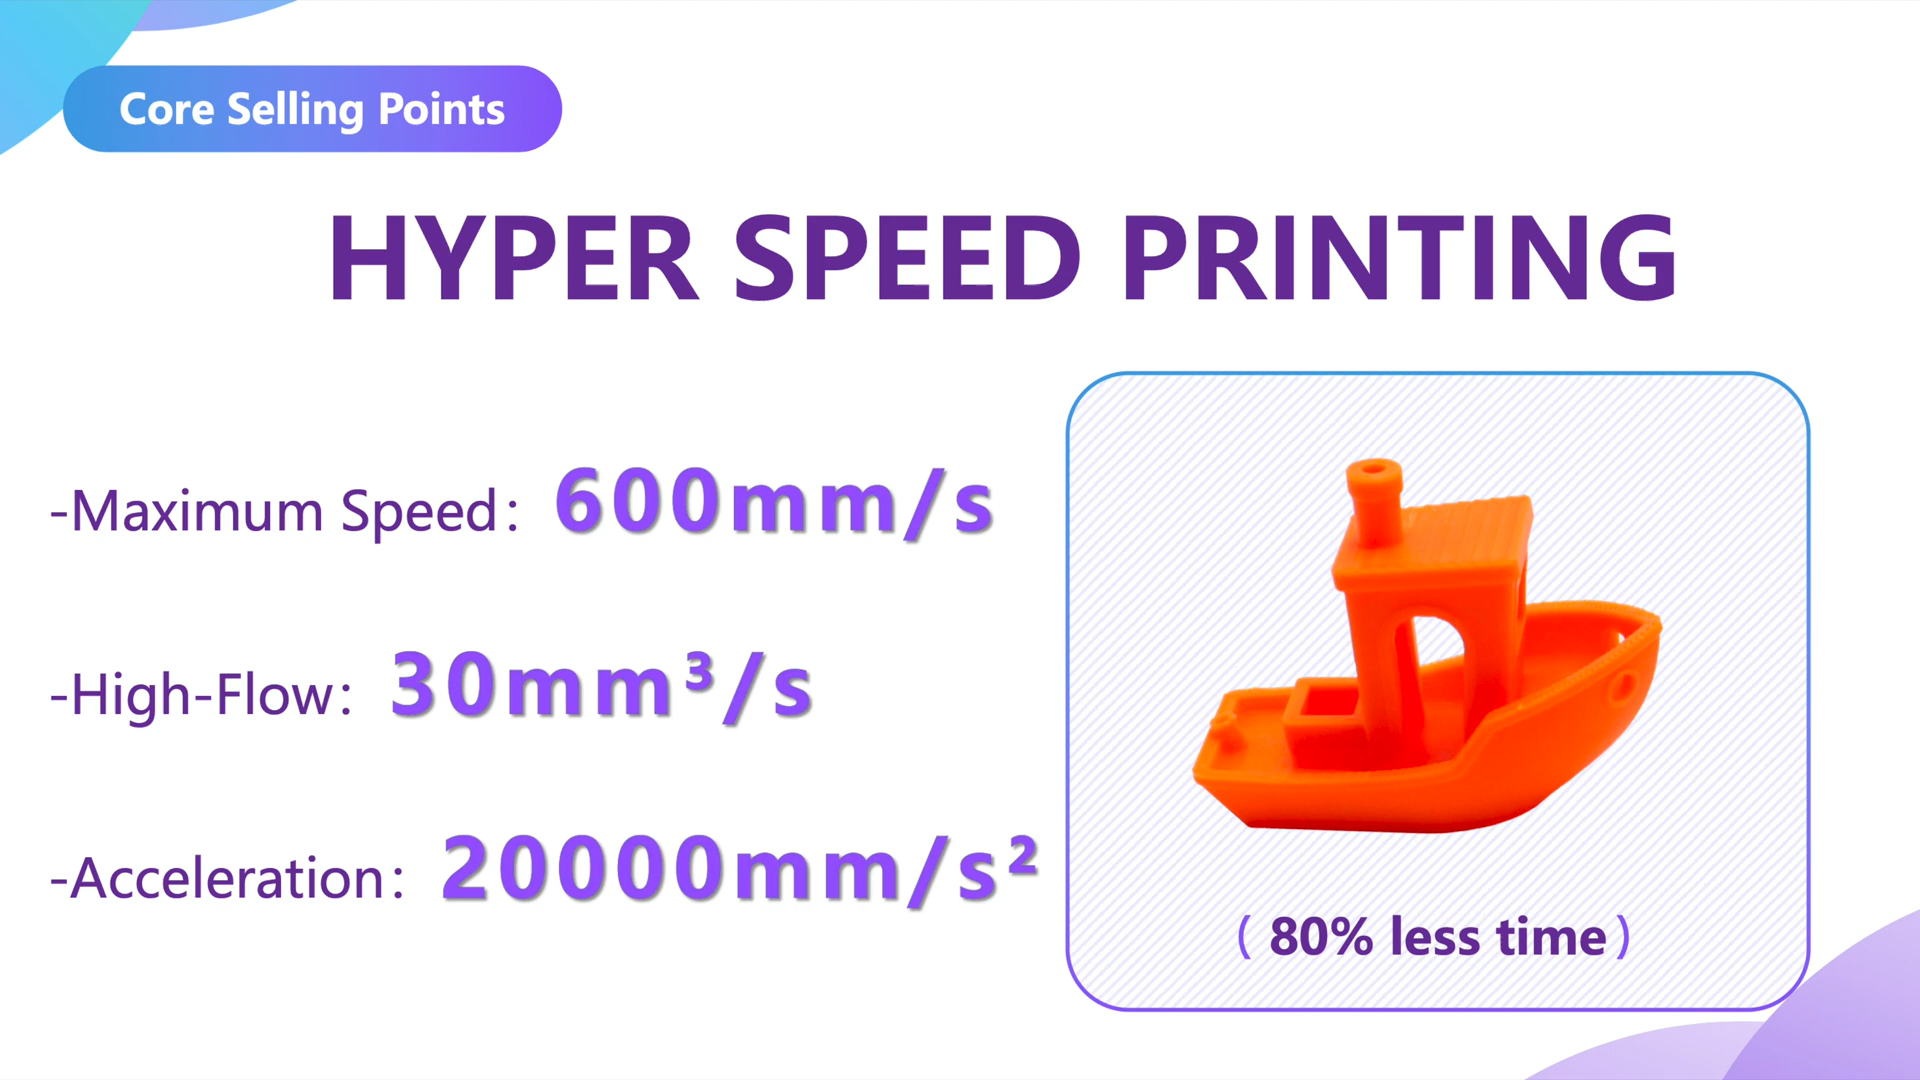 Core Selling Points
HYPER SPEED PRINTING
-Maximum Speed: 600mm/s
-High-Flow: 30mm³/s
-Acceleration: 20000mm/s²
( 80% less time )